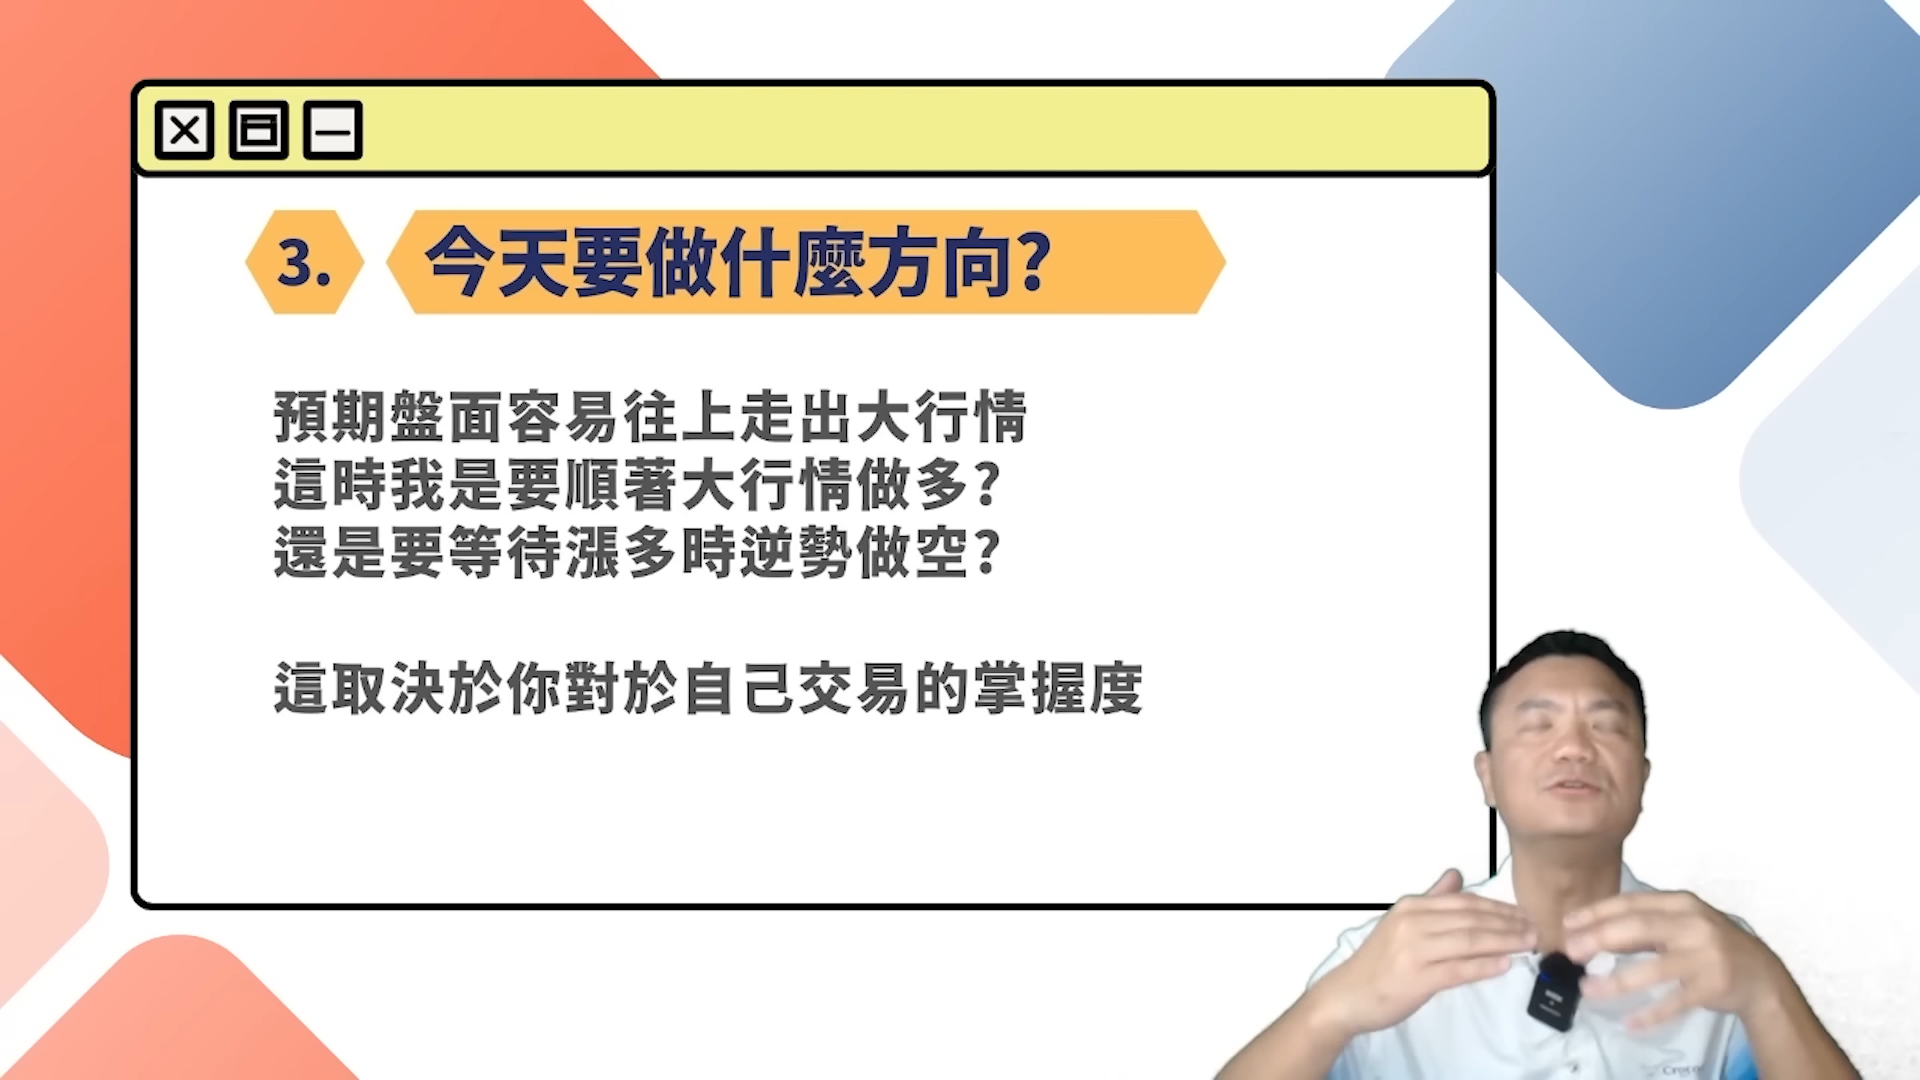 3. 今天要做什麼方向?
預期盤面容易往上走出大行情
這時我是要順著大行情做多?
還是要等待漲多時逆勢做空?
這取決於你對於自己交易的掌握度